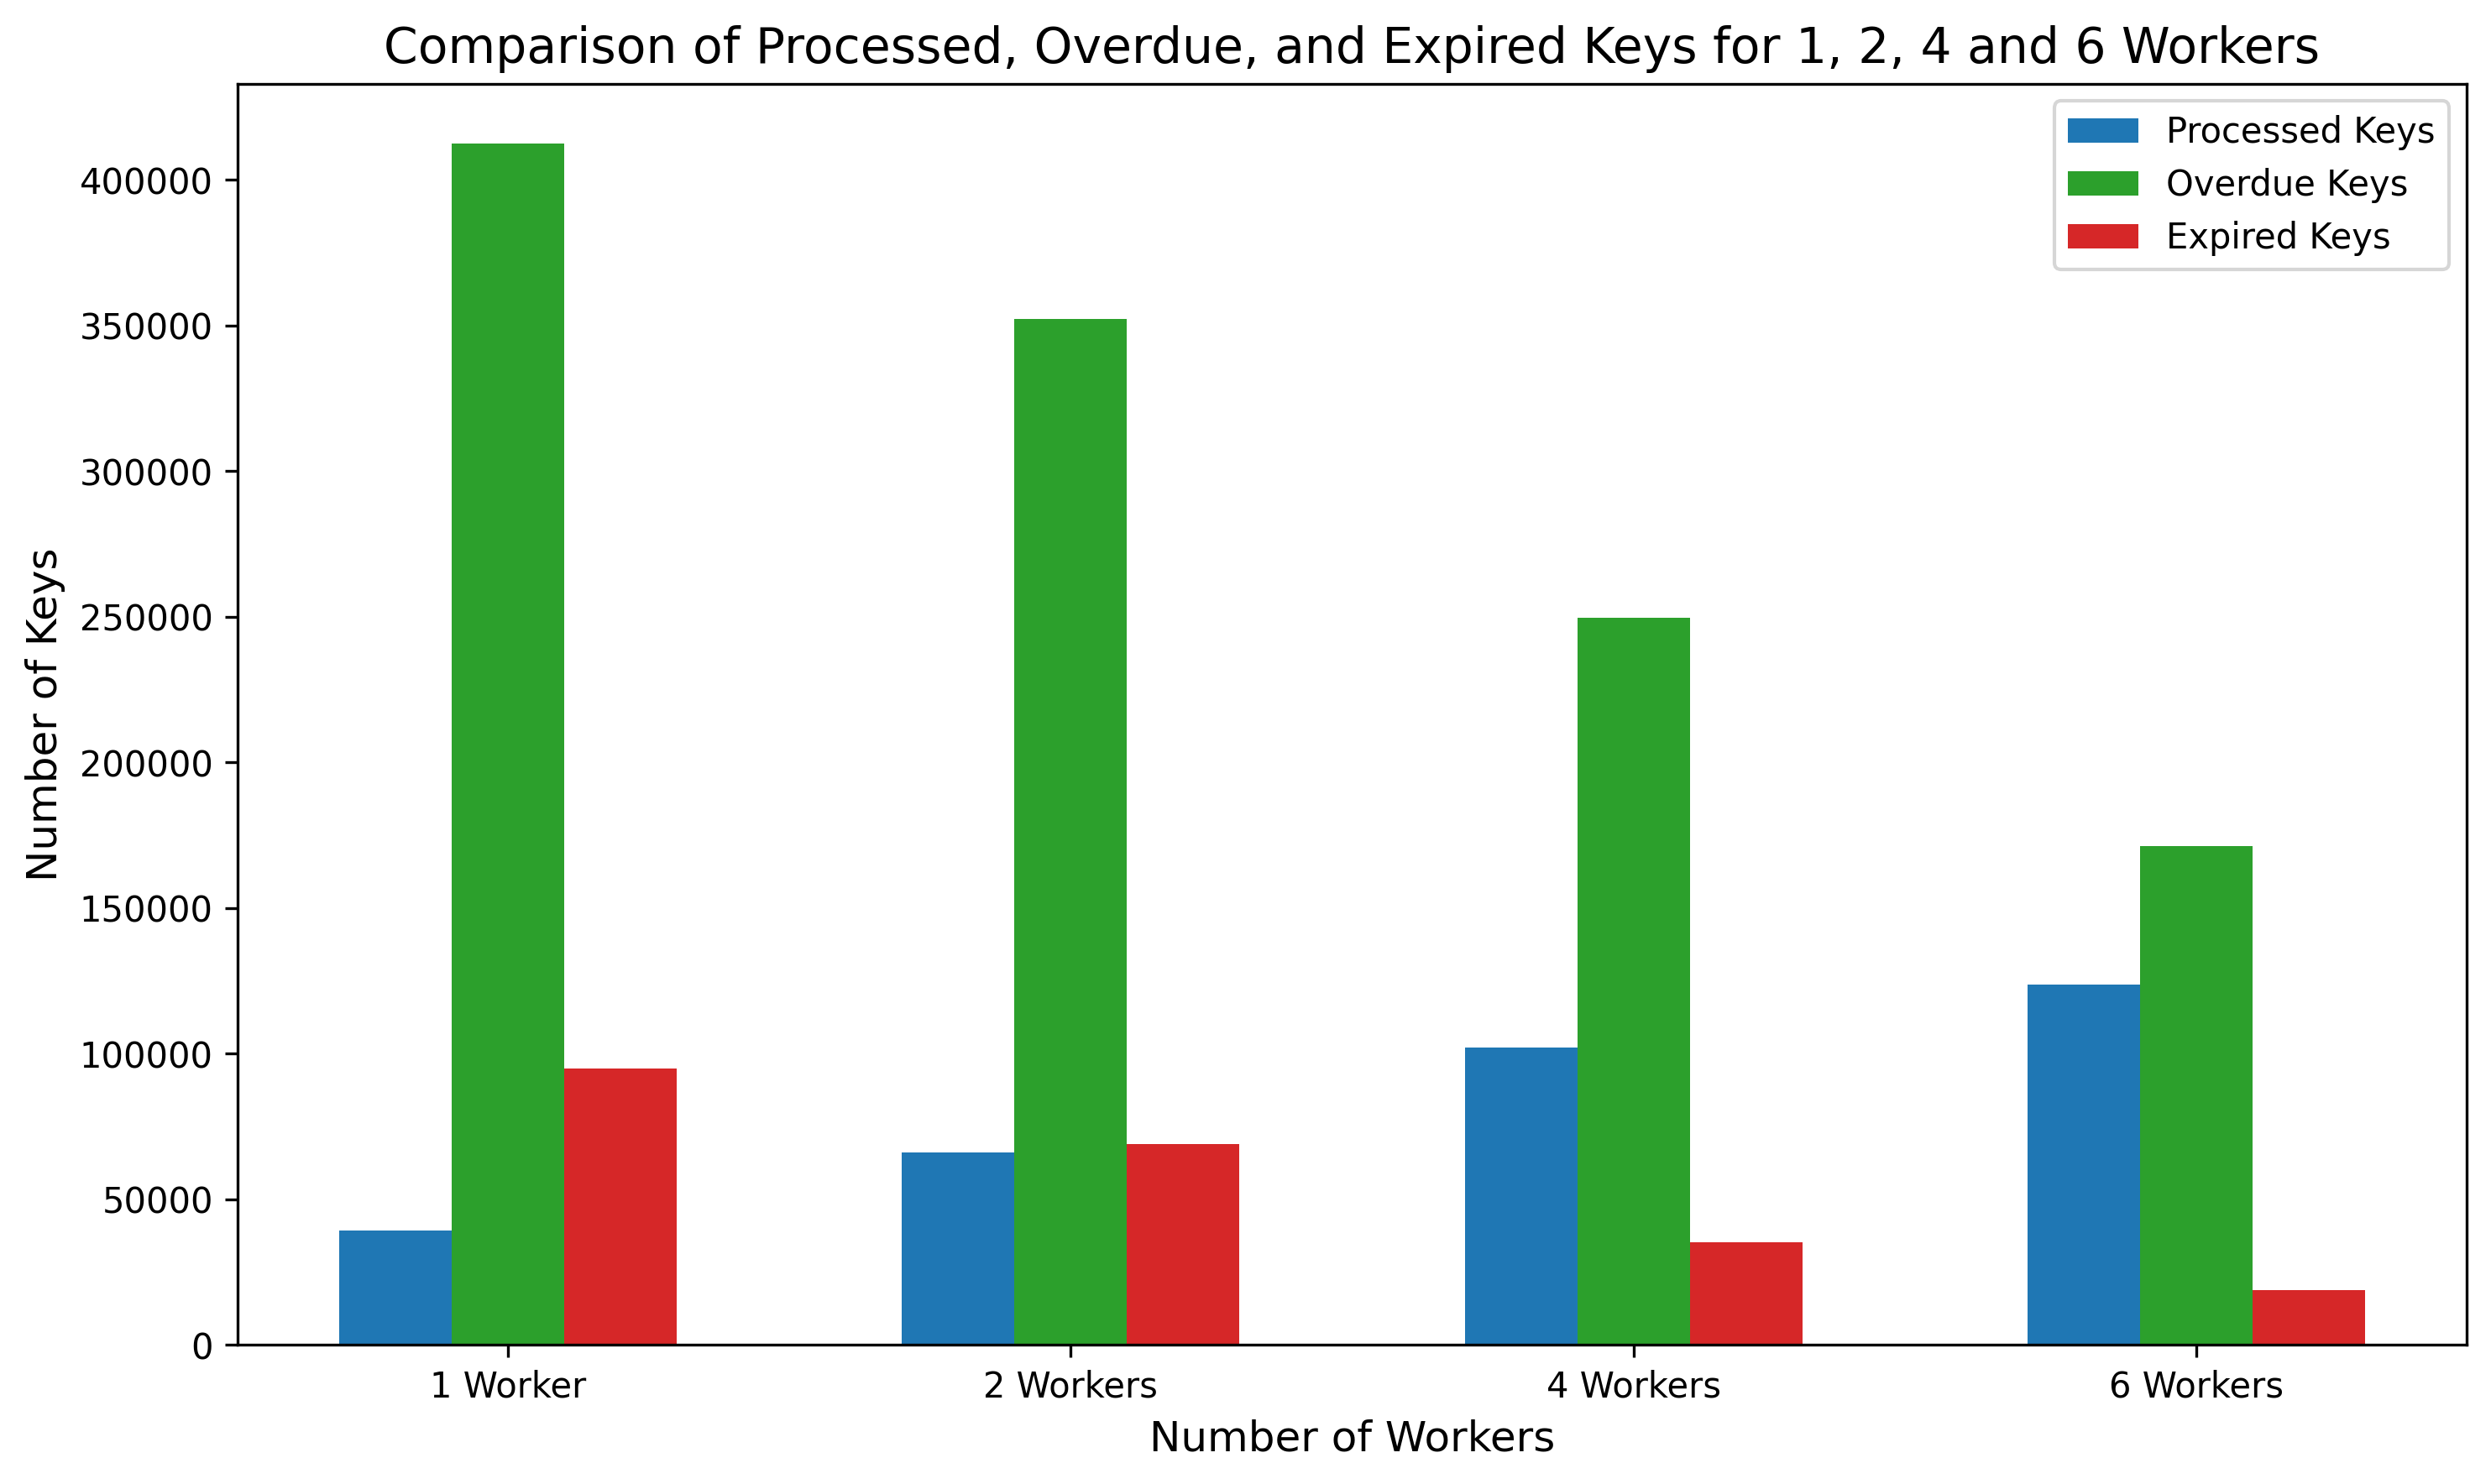 Comparison of Processed, Overdue, and Expired Keys for 1, 2, 4 and 6 Workers
Processed Keys
Overdue Keys
Expired Keys
Number of Keys
400000
350000
300000
250000
200000
150000
100000
50000
0
1 Worker
2 Workers
4 Workers
6 Workers
Number of Workers